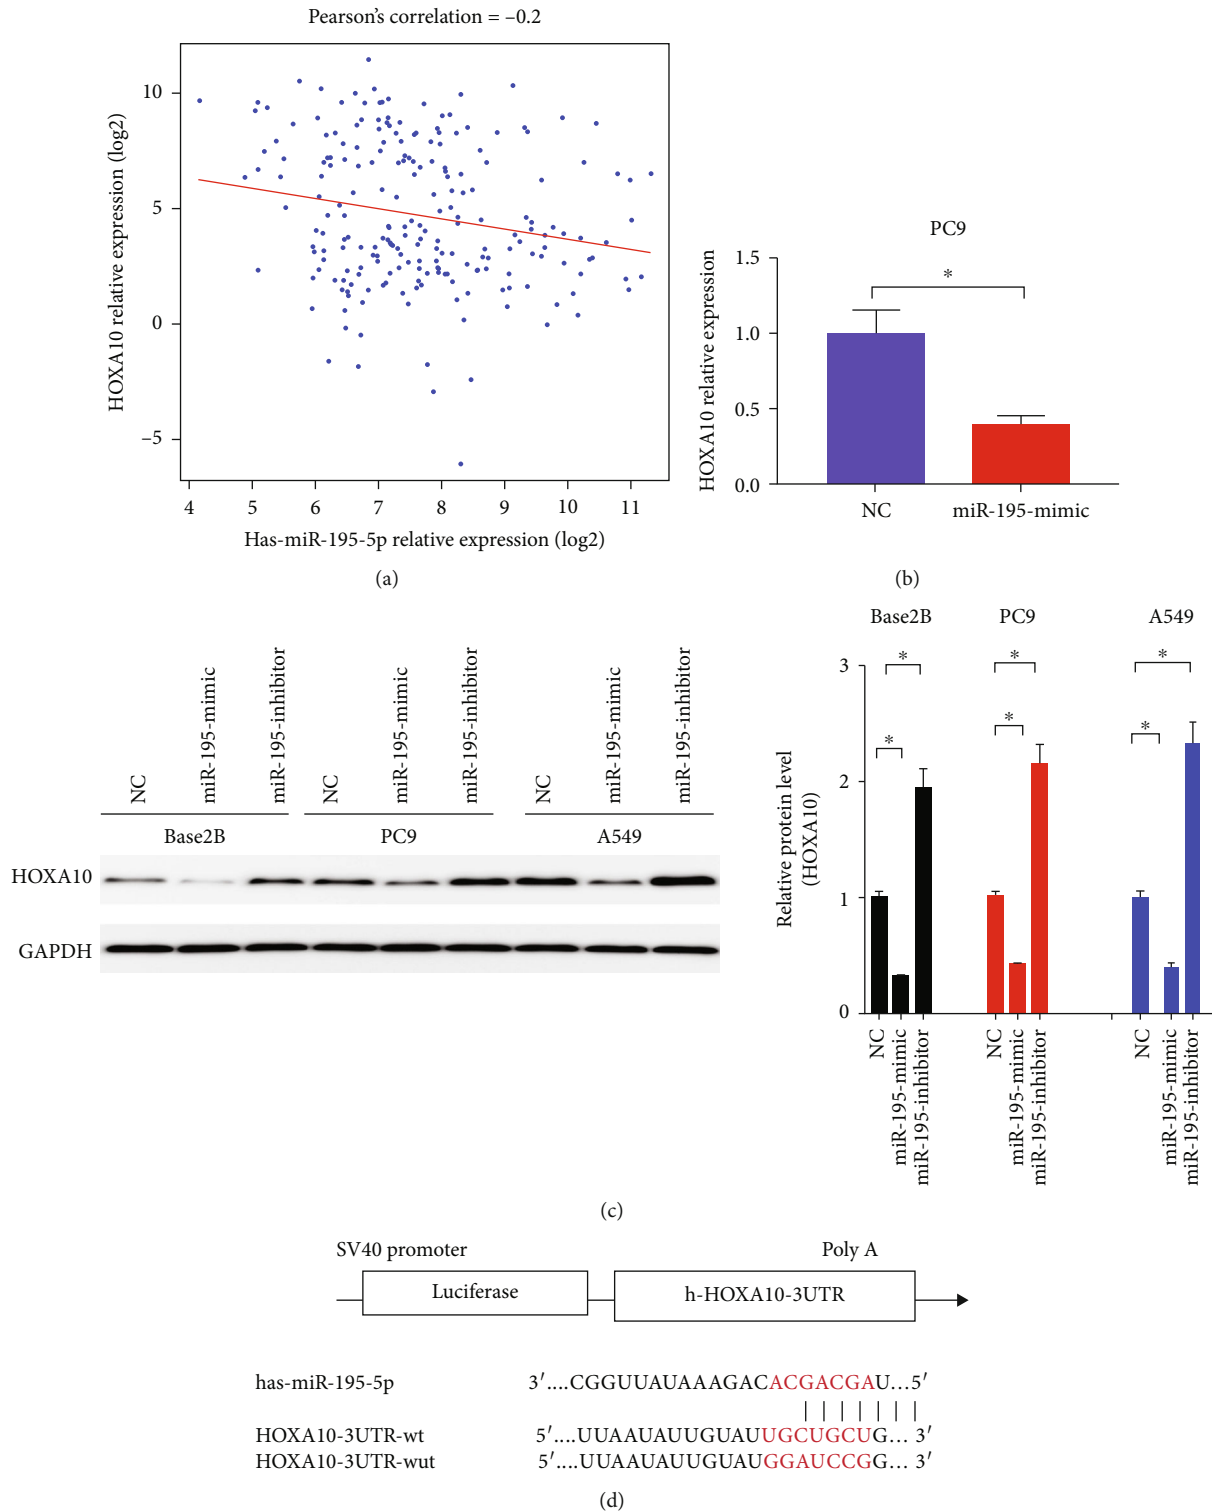 Pearson's correlation = –0.2
HOXA10 relative expression (log2)
10
5
0
–5
4 5 6 7 8 9 10 11
Has-miR-195-5p relative expression (log2)
(a)
PC9
HOXA10 relative expression
1.5
1.0
0.5
0.0
*
NC miR-195-mimic
(b)
NC miR-195-mimic miR-195-inhibitor NC miR-195-mimic miR-195-inhibitor NC miR-195-mimic miR-195-inhibitor
Base2B PC9 A549
HOXA10
GAPDH
Base2B PC9 A549
Relative protein level
(HOXA10)
3
2
1
0
* * *
* * *
NC miR-195-mimic miR-195-inhibitor NC miR-195-mimic miR-195-inhibitor NC miR-195-mimic miR-195-inhibitor
(c)
SV40 promoter Poly A
Luciferase h-HOXA10-3UTR
has-miR-195-5p 3′....CGGUUAUAAAGACACGACGAU...5′
HOXA10-3UTR-wt 5′....UUAAUAUUGUAUUGCUGCUG... 3′
HOXA10-3UTR-wut 5′....UUAAUAUUGUAUGGAUCCGG... 3′
(d)